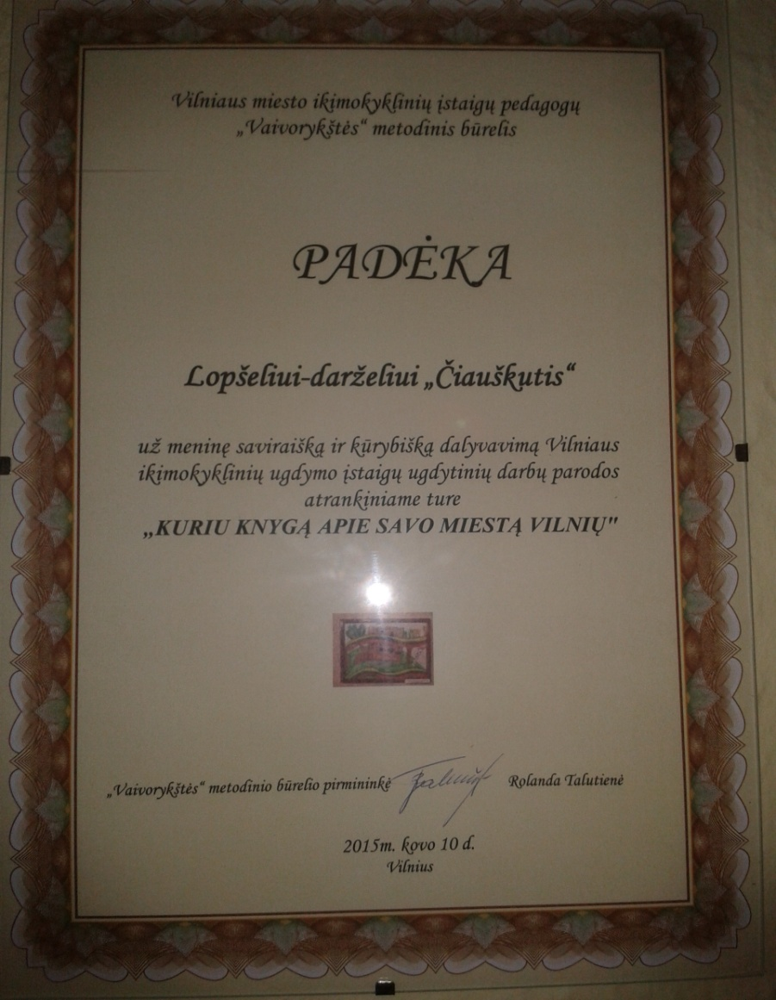 Vilniaus miesto ikimokyklinių įstaigų pedagogų
„Vaivorykštės“ metodinis būrelis
PADĖKA
Lopšeliui-darželiui „Čiauškutis“
už meninę saviraišką ir kūrybišką dalyvavimą Vilniaus
ikimokyklinių ugdymo įstaigų ugdytinių darbų parodos
atrankiniame ture
„KURIU KNYGĄ APIE SAVO MIESTĄ VILNIŲ"
„Vaivorykštės“ metodinio būrelio pirmininkė Rolanda Talutienė
2015m. kovo 10 d.
Vilnius